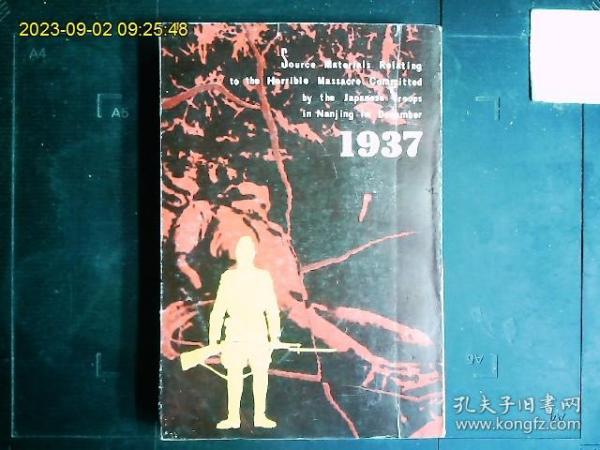 2023-09-02 09:25:48
A4
A5
Source Materials Relating
to the Horrible Massacre Committed
by the Japanese Troops
in Nanjing in December
1937
A6
孔夫子旧书网
www.kongfz.com